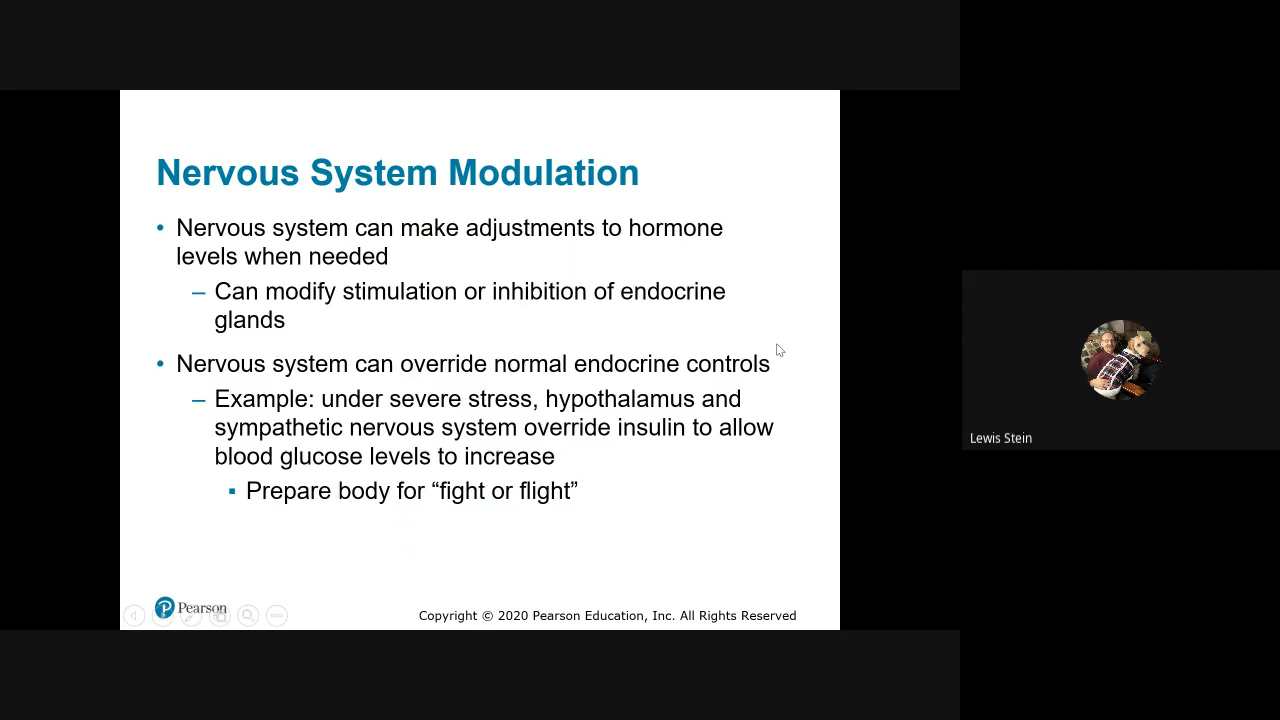 Nervous System Modulation
• Nervous system can make adjustments to hormone
levels when needed
– Can modify stimulation or inhibition of endocrine
glands
• Nervous system can override normal endocrine controls
– Example: under severe stress, hypothalamus and
sympathetic nervous system override insulin to allow
blood glucose levels to increase
▪ Prepare body for “fight or flight”
Pearson
Copyright © 2020 Pearson Education, Inc. All Rights Reserved
Lewis Stein